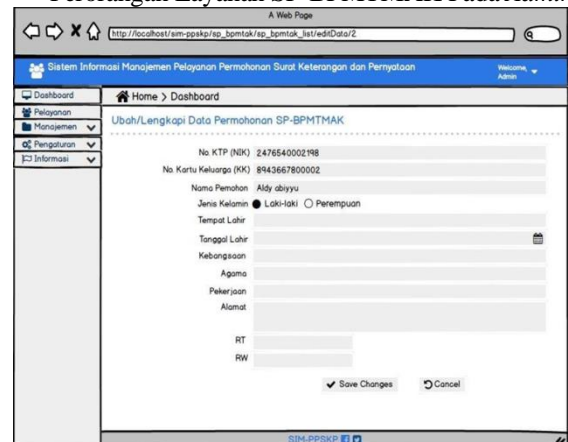 Perorangan Layanan SP-BPMTMAK Pada
A Web Page
http://localhost/sim-ppskp/sp_bpmtak/sp_bpmtak_list/editData/2
Sistem Informasi Manajemen Pelayanan Permohonan Surat Keterangan dan Pernyataan
Welcome, Admin
Dashboard
Pelayanan
Manajemen
Pengaturan
Informasi
Home > Dashboard
Ubah/Lengkapi Data Permohonan SP-BPMTMAK
No. KTP (NIK) 2476540002198
No. Kartu Keluarga (KK) 8943667800002
Nama Pemohon Aldy abiyyu
Jenis Kelamin Laki-laki Perempuan
Tempat Lahir
Tanggal Lahir
Kebangsaan
Agama
Pekerjaan
Alamat
RT
RW
Save Changes Cancel
SIM-PPSKP